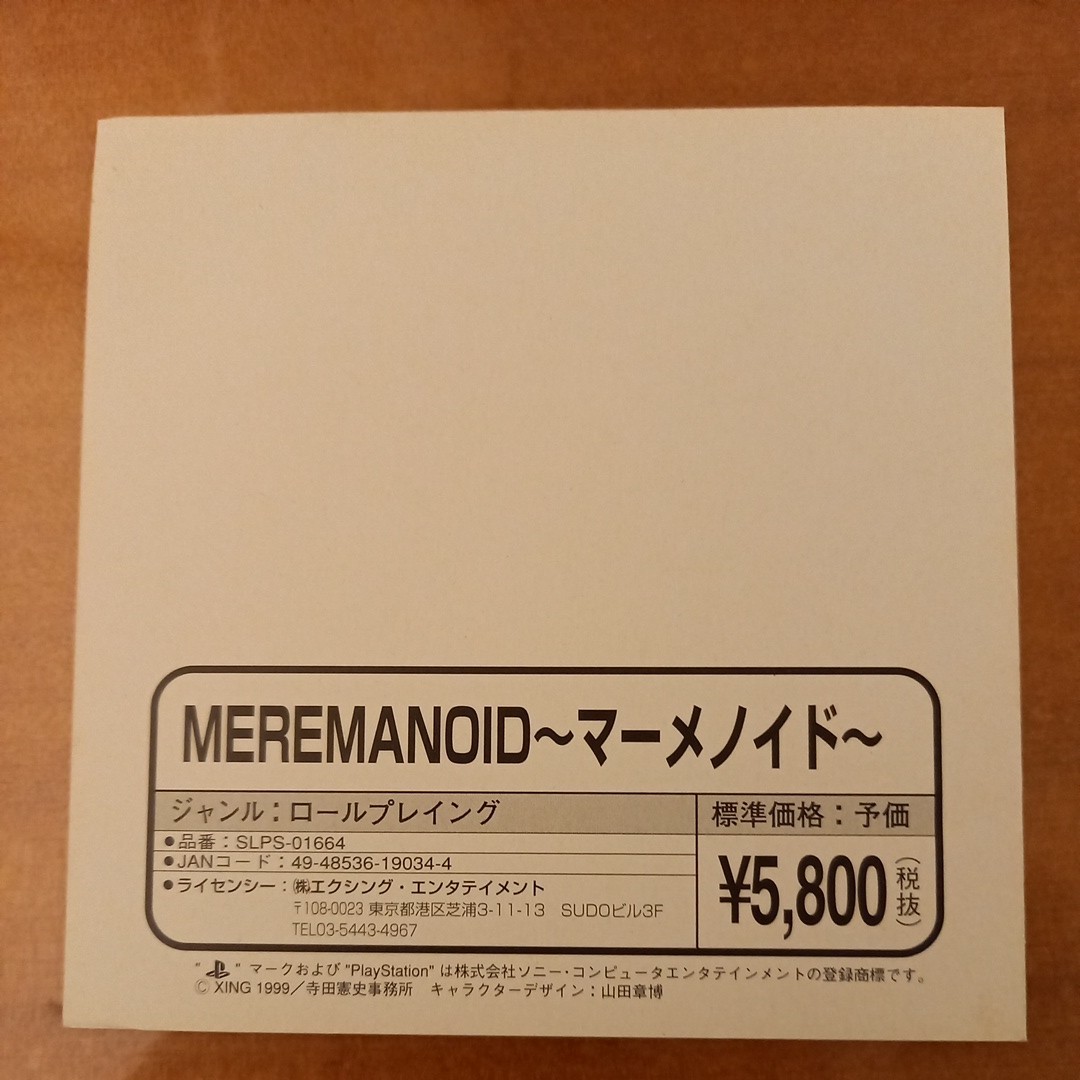 MEREMANOID～マーメノイド～
ジャンル：ロールプレイング
●品番：SLPS-01664
●JANコード：49-48536-19034-4
●ライセンシー：㈱エクシング・エンタテイメント
〒108-0023 東京都港区芝浦3-11-13 SUDOビル3F
TEL03-5443-4967
標準価格：予価
¥5,800（税抜）
" " マークおよび "PlayStation" は株式会社ソニー・コンピュータエンタテインメントの登録商標です。
© XING 1999／寺田憲史事務所 キャラクターデザイン：山田章博